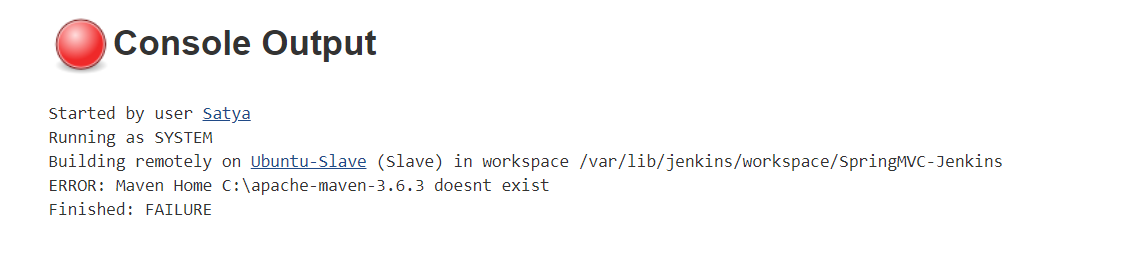 Console Output
Started by user Satya
Running as SYSTEM
Building remotely on Ubuntu-Slave (Slave) in workspace /var/lib/jenkins/workspace/SpringMVC-Jenkins
ERROR: Maven Home C:\apache-maven-3.6.3 doesnt exist
Finished: FAILURE